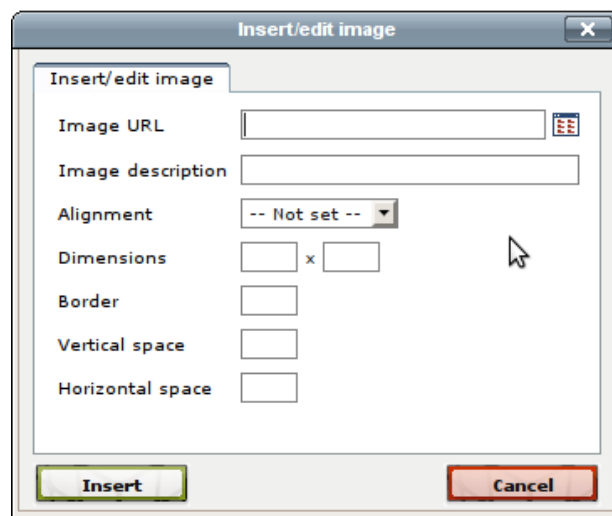 Insert/edit image
Insert/edit image
Image URL
Image description
Alignment -- Not set --
Dimensions x
Border
Vertical space
Horizontal space
Insert Cancel